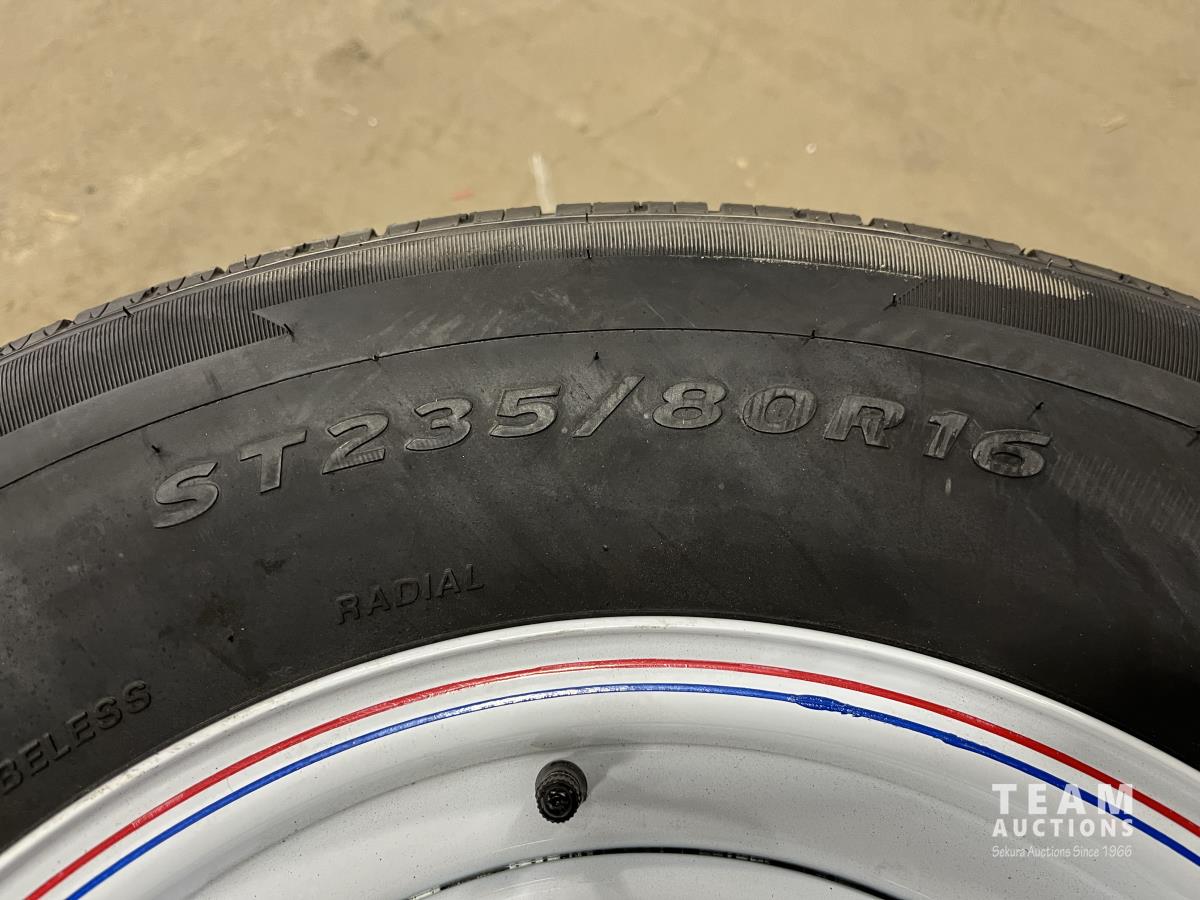 ST235/80R16
RADIAL
BELESS
TEAM
AUCTIONS
Sekura Auctions Since 1966